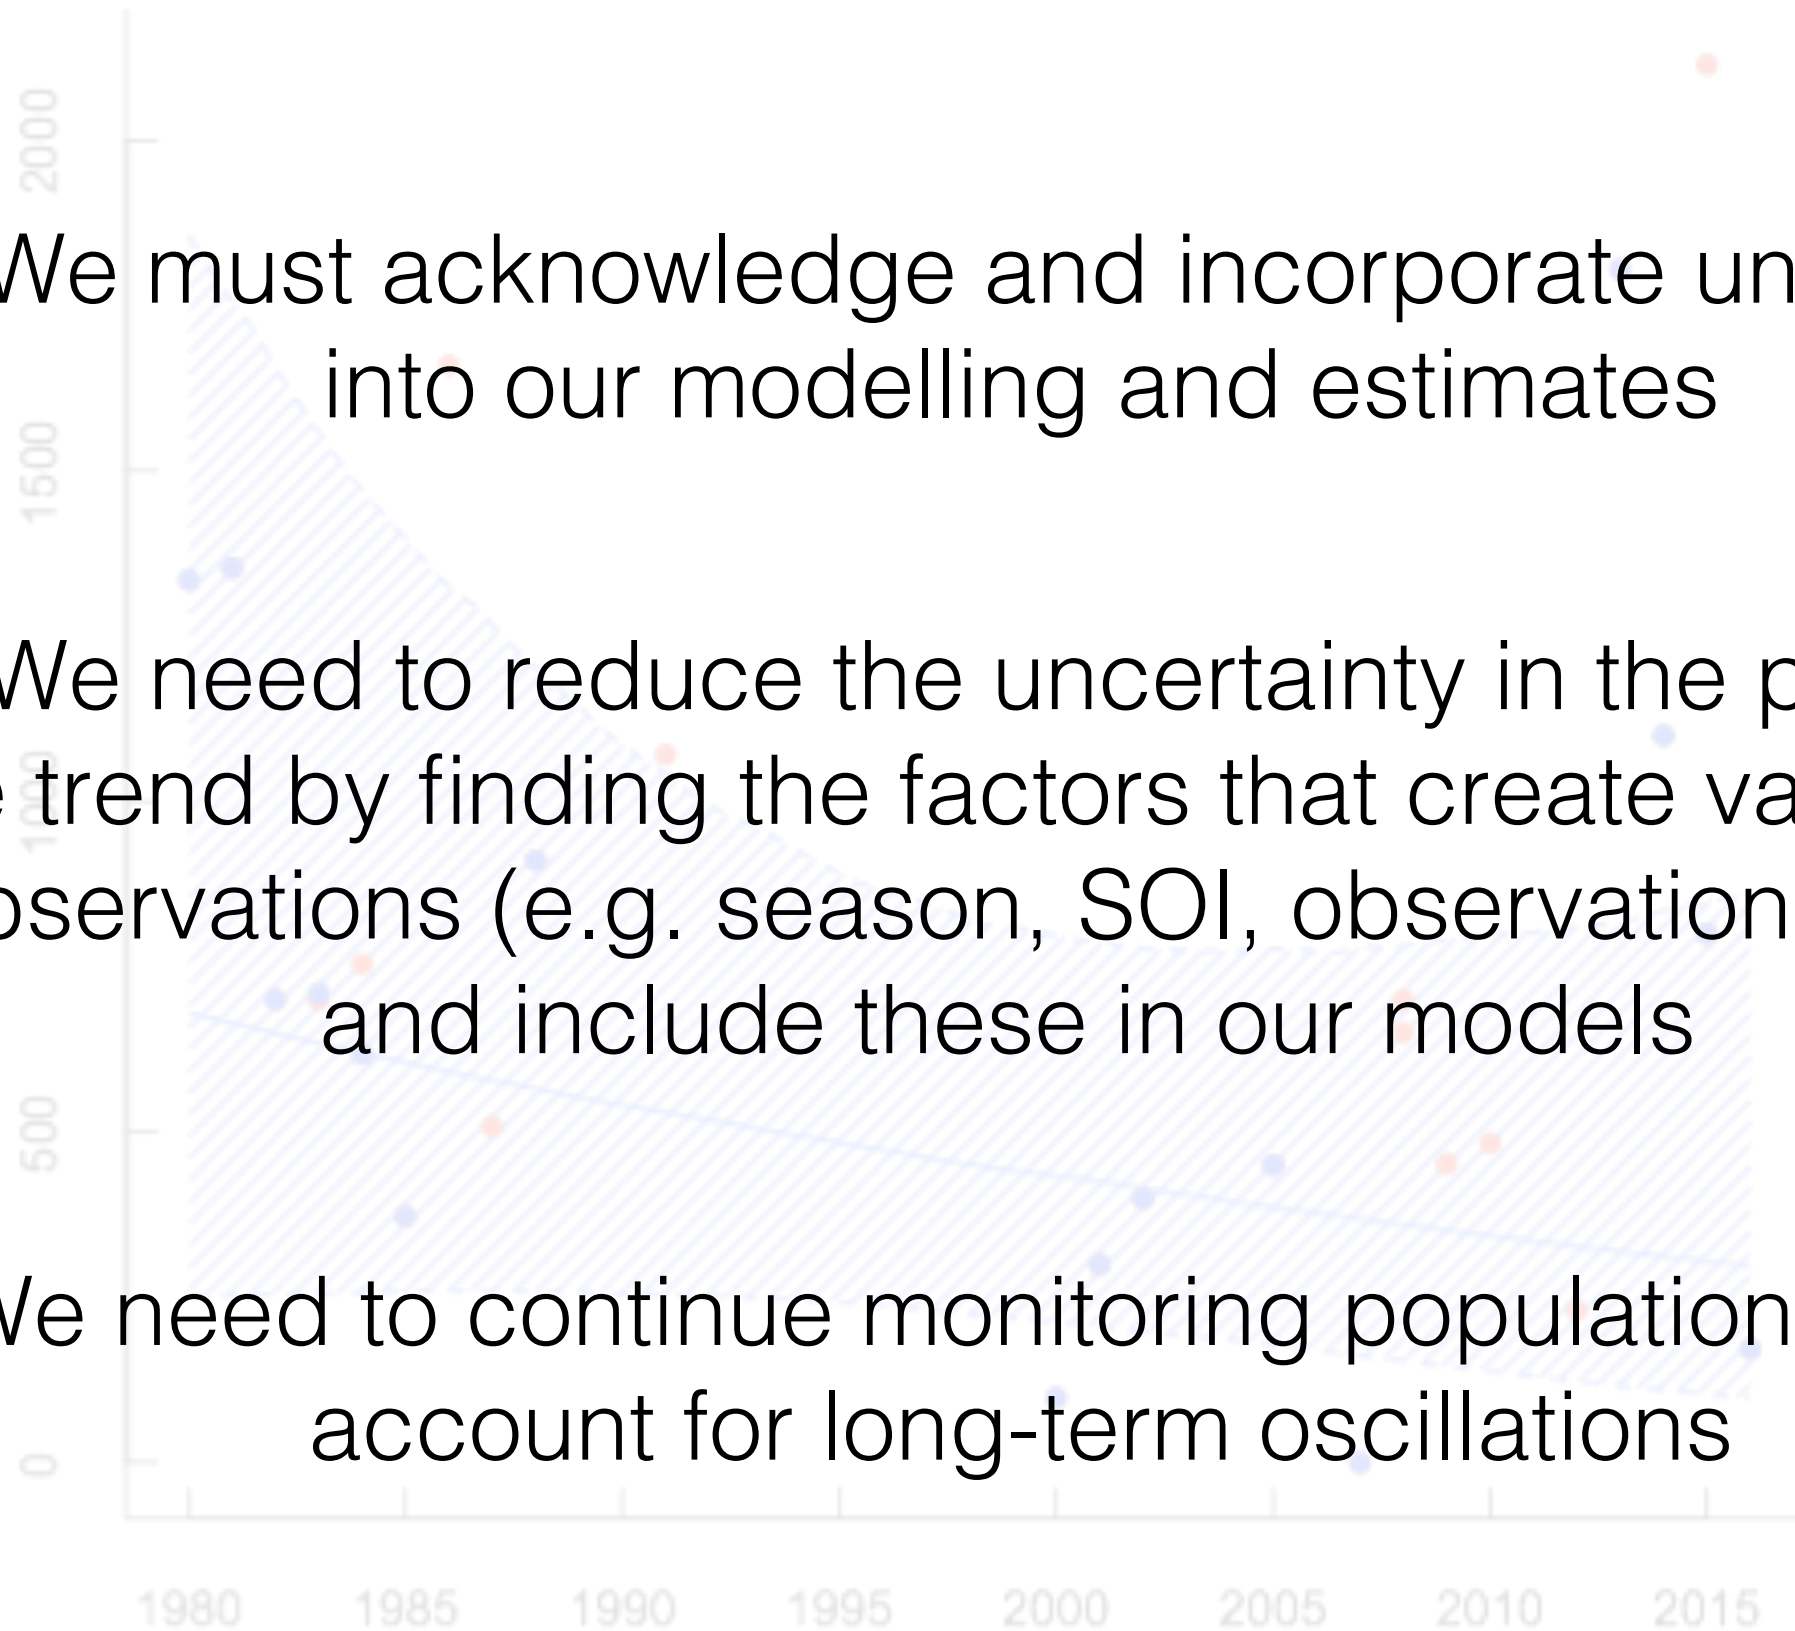 We must acknowledge and incorporate un
into our modelling and estimates
We need to reduce the uncertainty in the p
e trend by finding the factors that create va
bservations (e.g. season, SOI, observation
and include these in our models
We need to continue monitoring population
account for long-term oscillations
2000
1500
1000
500
0
1980 1985 1990 1995 2000 2005 2010 2015